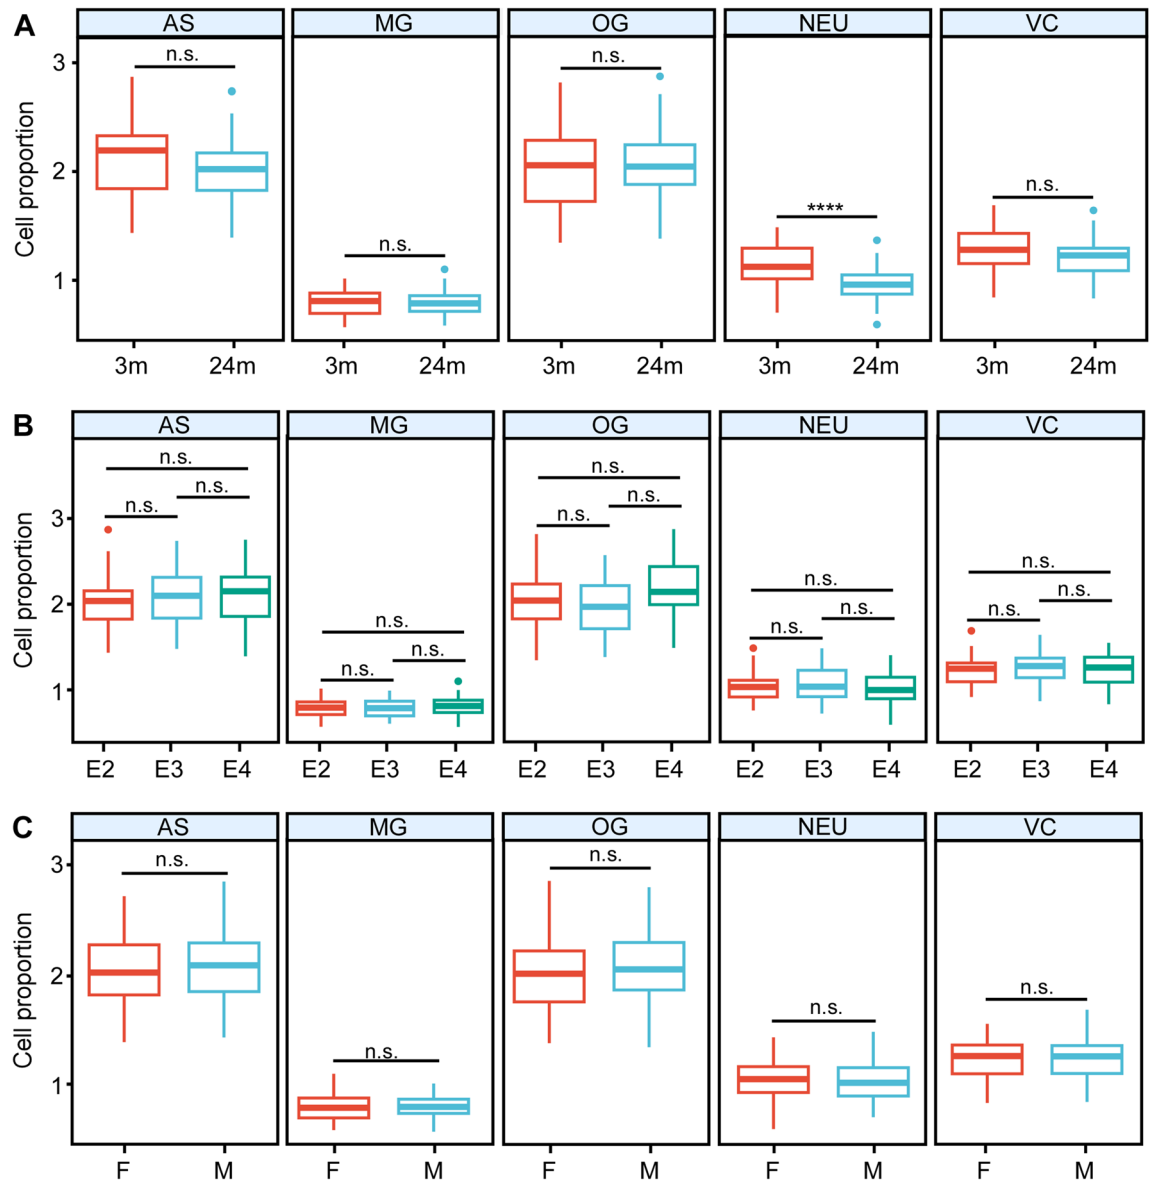 A
AS MG OG NEU VC
Cell proportion
3
2
1
n.s. n.s. n.s. **** n.s.
3m 24m 3m 24m 3m 24m 3m 24m 3m 24m
B
AS MG OG NEU VC
Cell proportion
3
2
1
n.s. n.s. n.s.
n.s. n.s. n.s.
n.s. n.s. n.s.
n.s. n.s. n.s.
n.s. n.s. n.s.
E2 E3 E4 E2 E3 E4 E2 E3 E4 E2 E3 E4 E2 E3 E4
C
AS MG OG NEU VC
Cell proportion
3
2
1
n.s. n.s. n.s. n.s. n.s.
F M F M F M F M F M